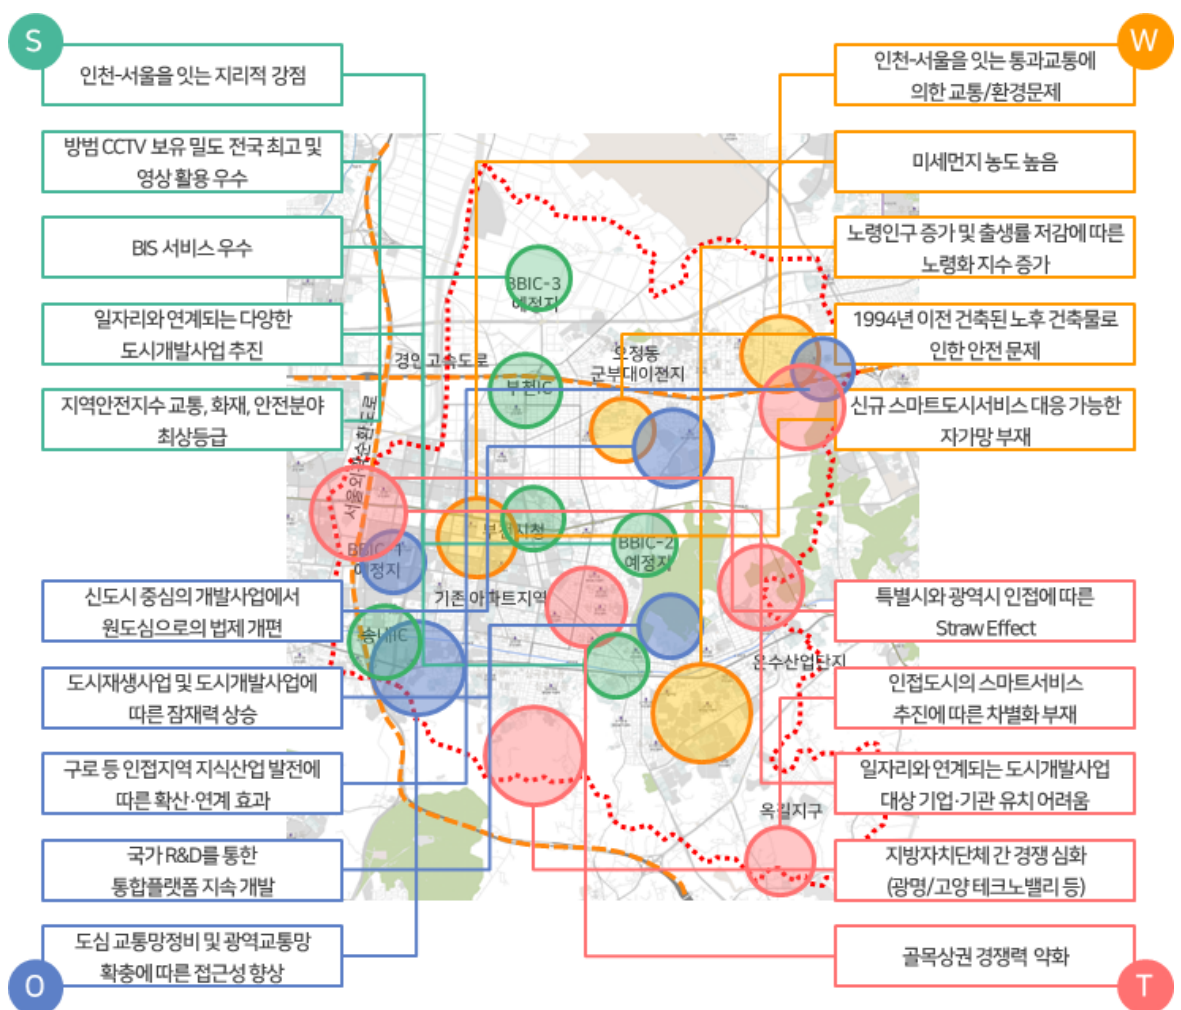 S
인천-서울을 잇는 지리적 강점
방범 CCTV 보유 밀도 전국 최고 및
영상 활용 우수
BIS 서비스 우수
일자리와 연계되는 다양한
도시개발사업 추진
지역안전지수 교통, 화재, 안전분야
최상등급
W
인천-서울을 잇는 통과교통에
의한 교통/환경문제
미세먼지 농도 높음
노령인구 증가 및 출생률 저감에 따른
노령화 지수 증가
1994년 이전 건축된 노후 건축물로
인한 안전 문제
신규 스마트도시서비스 대응 가능한
자가망 부재
BBIC-3
예정지
경인고속도로
오정동
군부대이전지
부천IC
서울외곽순환도로
부천시청
BBIC-1
예정지
BBIC-2
예정지
기존 아파트지역
송내IC
온수산업단지
옥길지구
신도시 중심의 개발사업에서
원도심으로의 법제 개편
도시재생사업 및 도시개발사업에
따른 잠재력 상승
구로 등 인접지역 지식산업 발전에
따른 확산·연계 효과
국가 R&D를 통한
통합플랫폼 지속 개발
도심 교통망정비 및 광역교통망
확충에 따른 접근성 향상
O
특별시와 광역시 인접에 따른
Straw Effect
인접도시의 스마트서비스
추진에 따른 차별화 부재
일자리와 연계되는 도시개발사업
대상 기업·기관 유치 어려움
지방자치단체 간 경쟁 심화
(광명/고양 테크노밸리 등)
골목상권 경쟁력 약화
T